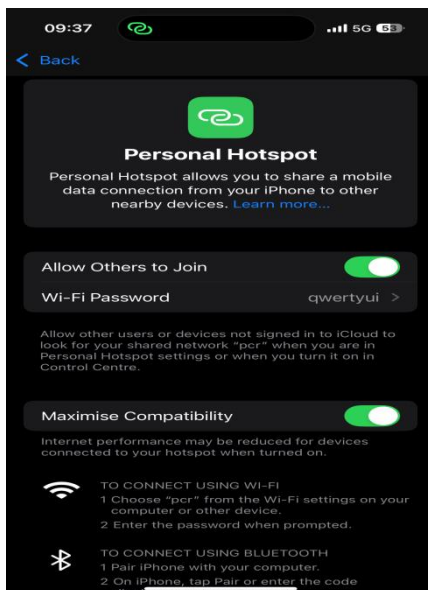 09:37
5G 53
Back
Personal Hotspot
Personal Hotspot allows you to share a mobile
data connection from your iPhone to other
nearby devices. Learn more...
Allow Others to Join
Wi-Fi Password qwertyui >
Allow other users or devices not signed in to iCloud to
look for your shared network "pcr" when you are in
Personal Hotspot settings or when you turn it on in
Control Centre.
Maximise Compatibility
Internet performance may be reduced for devices
connected to your hotspot when turned on.
TO CONNECT USING WI-FI
1 Choose "pcr" from the Wi-Fi settings on your
computer or other device.
2 Enter the password when prompted.
TO CONNECT USING BLUETOOTH
1 Pair iPhone with your computer.
2 On iPhone, tap Pair or enter the code